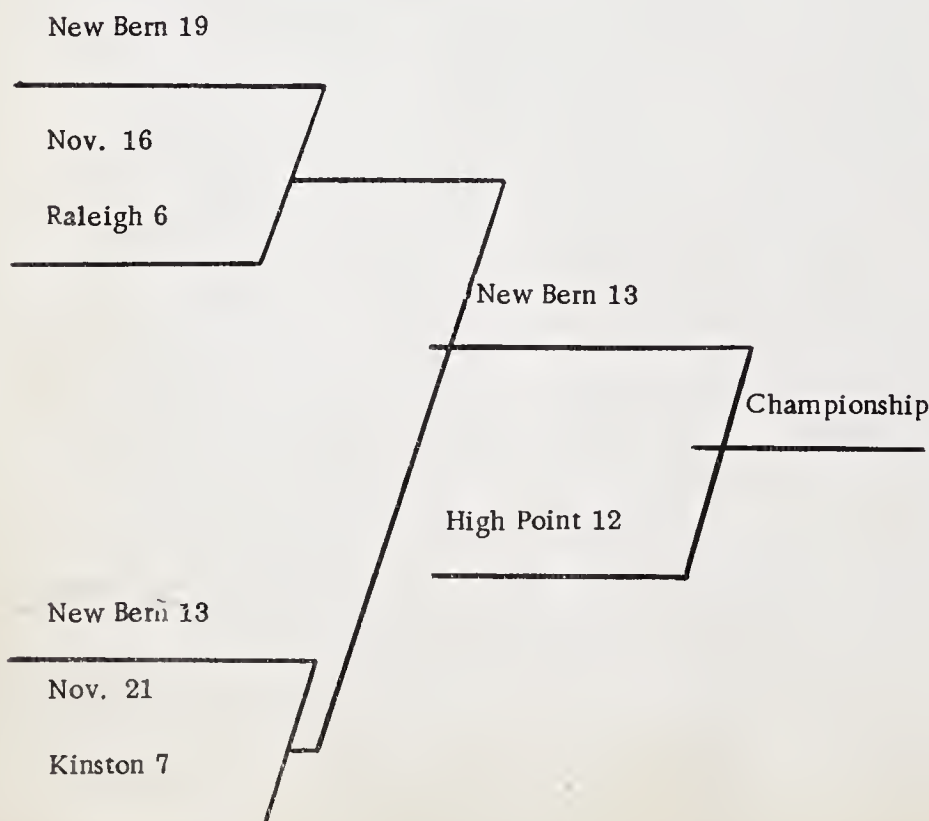 New Bern 19
Nov. 16
Raleigh 6
New Bern 13
Championship
High Point 12
New Bern 13
Nov. 21
Kinston 7